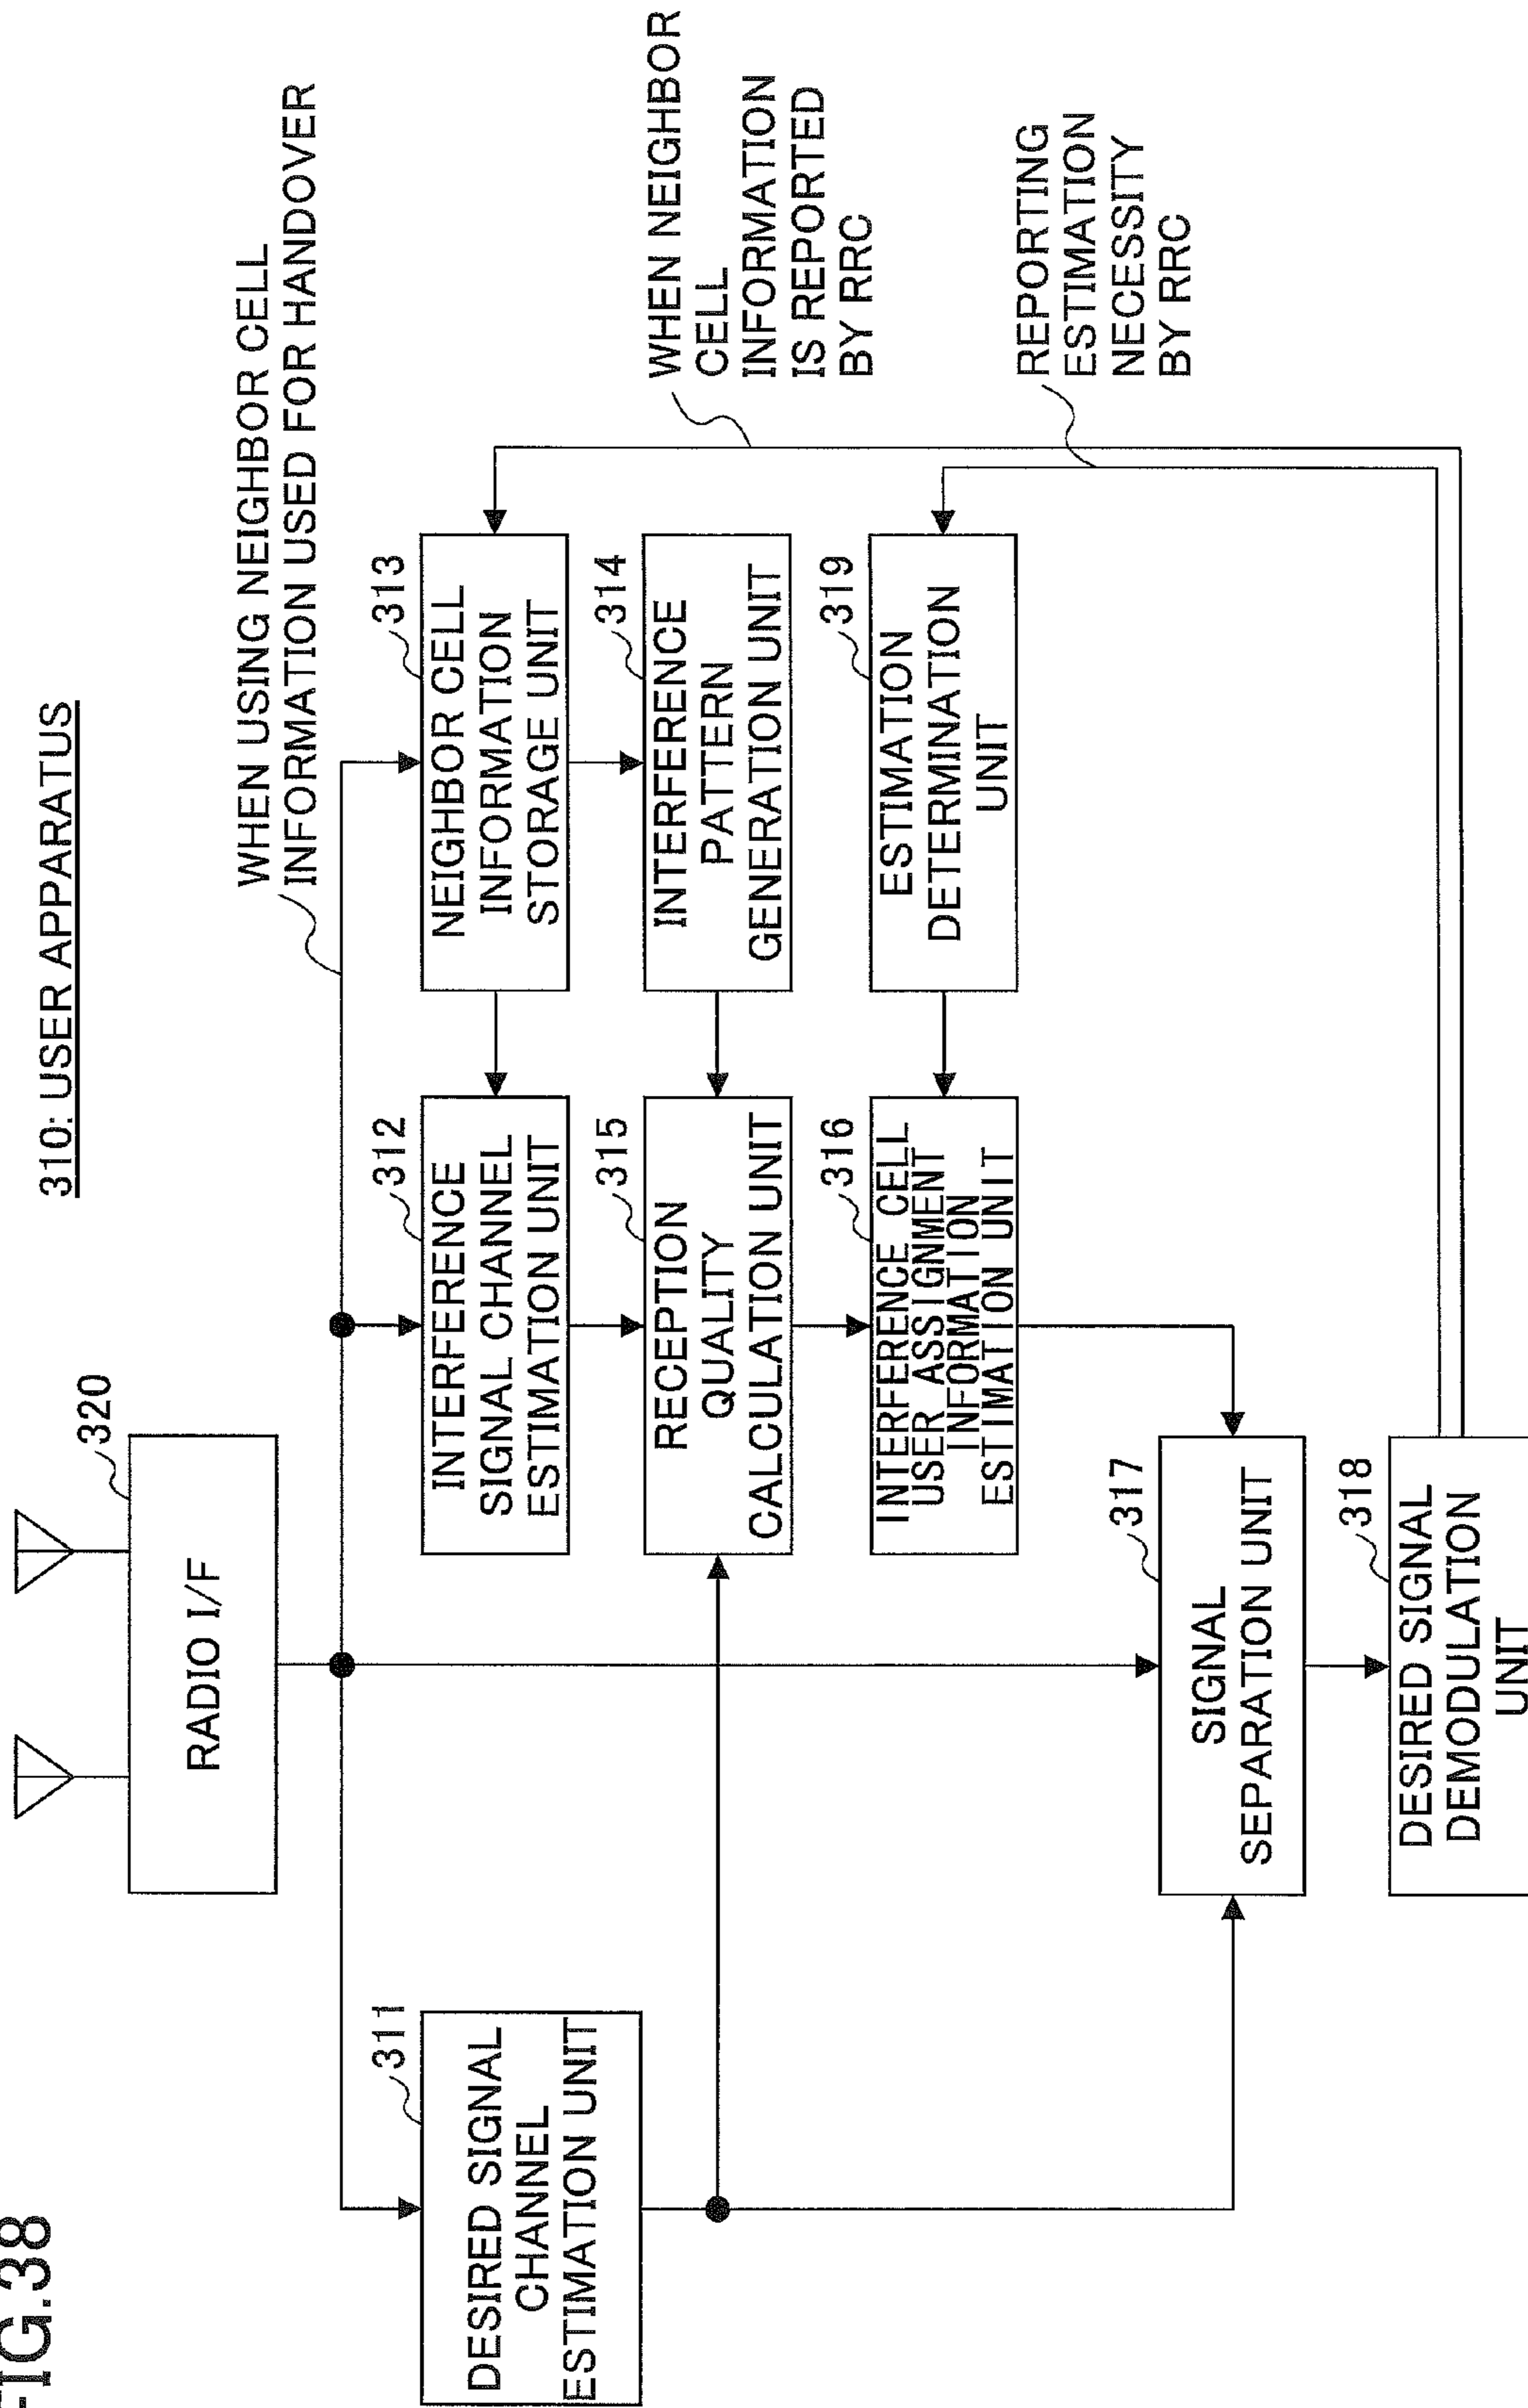 FIG.38
310: USER APPARATUS
320
RADIO I/F
WHEN USING NEIGHBOR CELL
INFORMATION USED FOR HANDOVER
311
DESIRED SIGNAL
CHANNEL
ESTIMATION UNIT
312
INTERFERENCE
SIGNAL CHANNEL
ESTIMATION UNIT
313
NEIGHBOR CELL
INFORMATION
STORAGE UNIT
WHEN NEIGHBOR
CELL
INFORMATION
IS REPORTED
BY RRC
315
RECEPTION
QUALITY
CALCULATION UNIT
314
INTERFERENCE
PATTERN
GENERATION UNIT
316
INTERFERENCE CELL
USER ASSIGNMENT
INFORMATION
ESTIMATION UNIT
319
ESTIMATION
DETERMINATION
UNIT
REPORTING
ESTIMATION
NECESSITY
BY RRC
317
SIGNAL
SEPARATION UNIT
318
DESIRED SIGNAL
DEMODULATION
UNIT